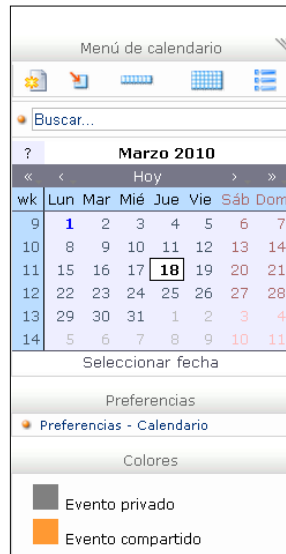 Menú de calendario
Buscar...
? Marzo 2010
« ‹ Hoy › »
wk Lun Mar Mié Jue Vie Sáb Dom
9 1 2 3 4 5 6 7
10 8 9 10 11 12 13 14
11 15 16 17 18 19 20 21
12 22 23 24 25 26 27 28
13 29 30 31 1 2 3 4
14 5 6 7 8 9 10 11
Seleccionar fecha
Preferencias
Preferencias - Calendario
Colores
Evento privado
Evento compartido